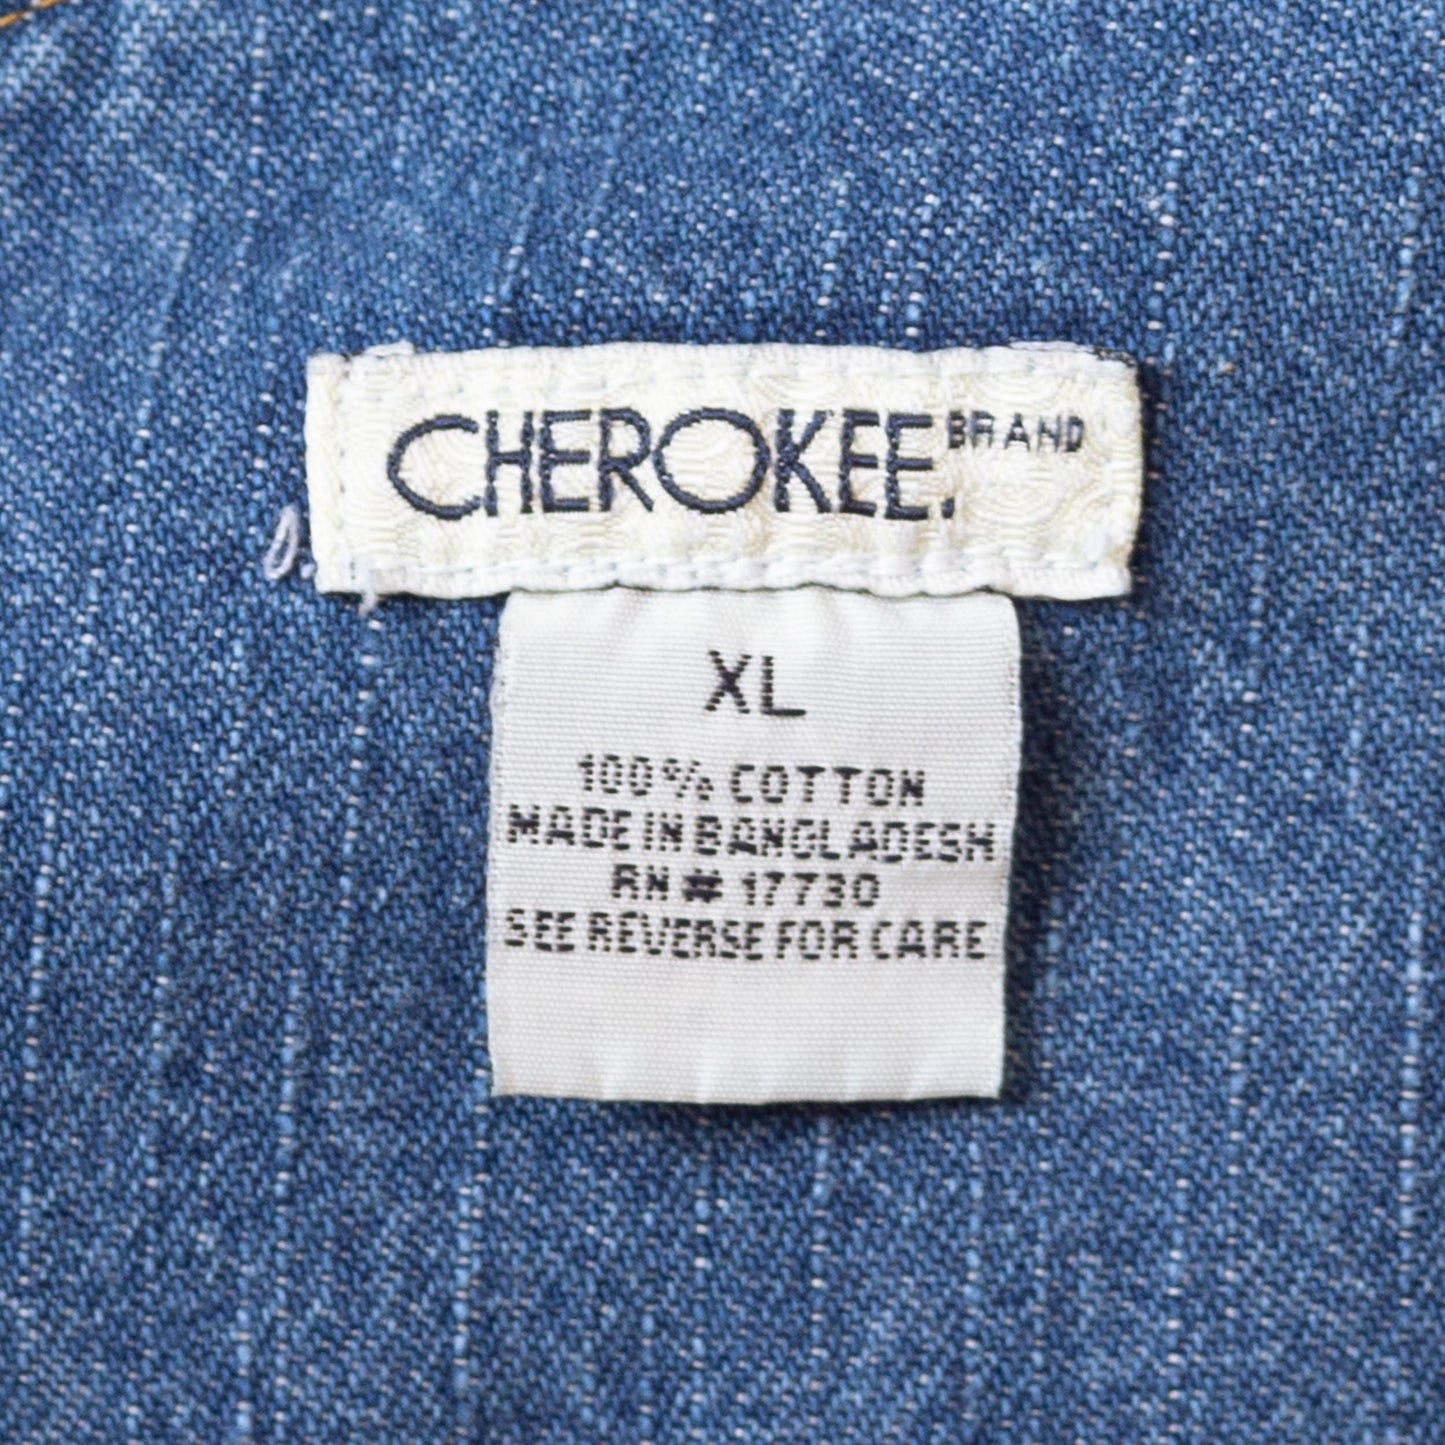 CHEROKEE. BRAND
XL
100% COTTON
MADE IN BANGLADESH
RN # 17730
SEE REVERSE FOR CARE